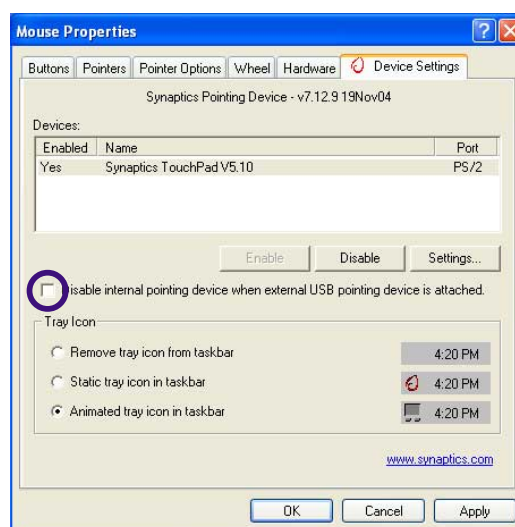 Mouse Properties
Buttons Pointers Pointer Options Wheel Hardware Device Settings
Synaptics Pointing Device - v7.12.9 19Nov04
Devices:
Enabled Name Port
Yes Synaptics TouchPad V5.10 PS/2
Enable Disable Settings...
Disable internal pointing device when external USB pointing device is attached.
Tray Icon
Remove tray icon from taskbar 4:20 PM
Static tray icon in taskbar 4:20 PM
Animated tray icon in taskbar 4:20 PM
www.synaptics.com
OK Cancel Apply